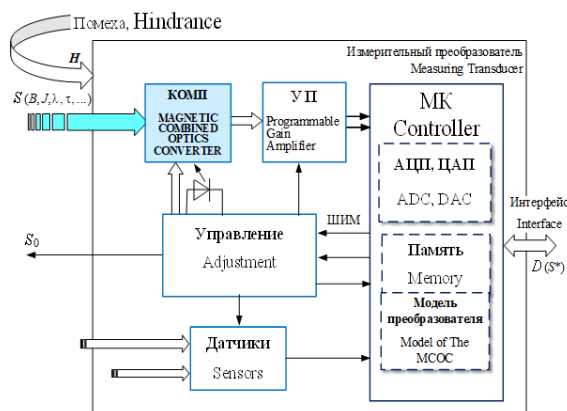 Помеха, Hindrance
H
Измерительный преобразователь
Measuring Transducer
S (B, J, λ, τ, ...)
КОМП
MAGNETIC
COMBINED
OPTICS
CONVERTER
УП
Programmable
Gain
Amplifier
МК
Controller
АЦП, ЦАП
ADC, DAC
Интерфейс
Interface
D (S*)
ШИМ
Управление
Adjustment
S0
Память
Memory
Модель
преобразователя
Model of The
MCOC
Датчики
Sensors